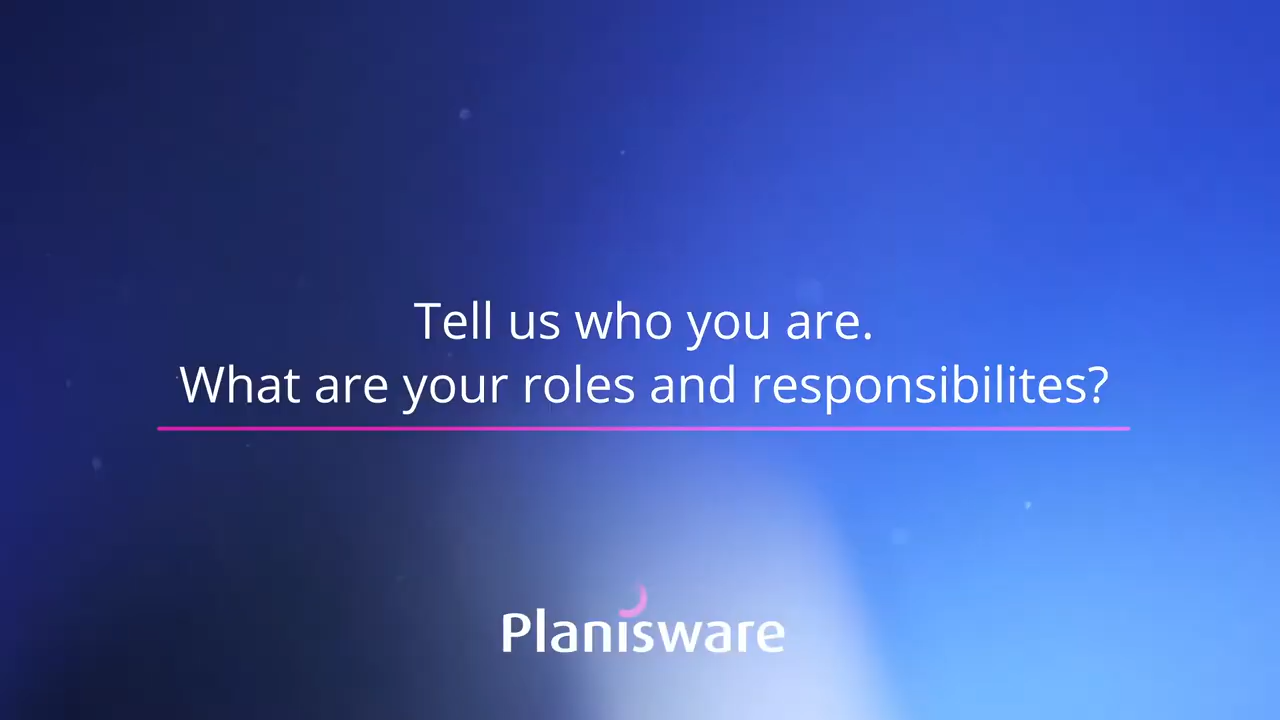 Tell us who you are.
What are your roles and responsibilites?
Planisware